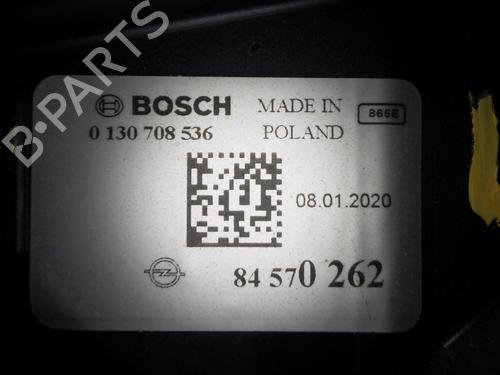 BOSCH MADE IN 866E
0 130 708 536 POLAND
08.01.2020
84 570 262
B-PARTS